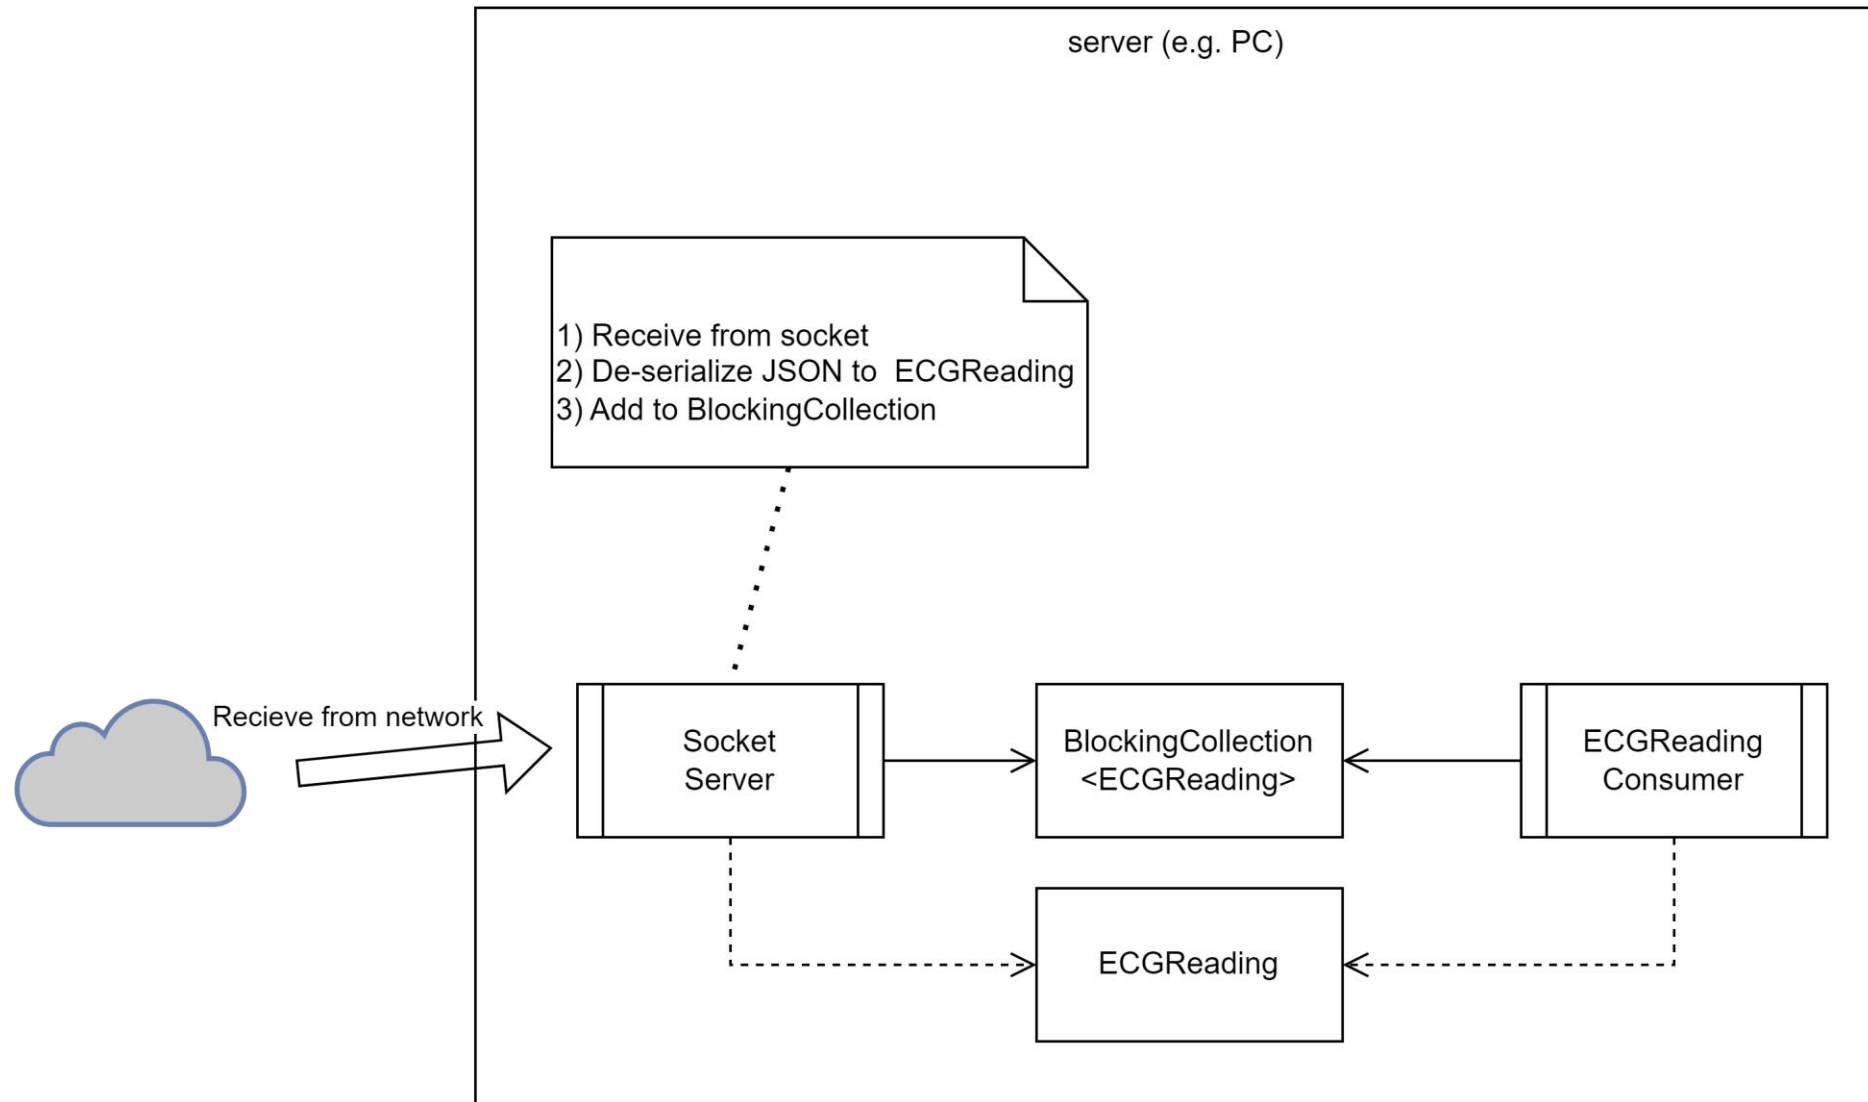 server (e.g. PC)
1) Receive from socket
2) De-serialize JSON to  ECGReading
3) Add to BlockingCollection
Recieve from network
Socket
Server
BlockingCollection
<ECGReading>
ECGReading
Consumer
ECGReading